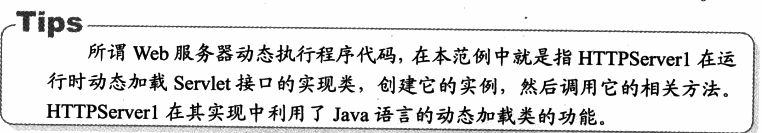 Tips
所谓 Web 服务器动态执行程序代码，在本范例中就是指 HTTPServer1 在运
行时动态加载 Servlet 接口的实现类，创建它的实例，然后调用它的相关方法。
HTTPServer1 在其实现中利用了 Java 语言的动态加载类的功能。